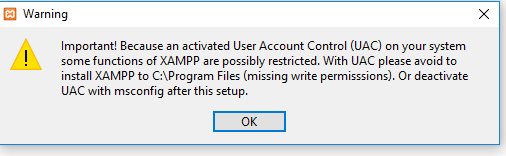 Warning
Important! Because an activated User Account Control (UAC) on your system
some functions of XAMPP are possibly restricted. With UAC please avoid to
install XAMPP to C:\Program Files (missing write permisssions). Or deactivate
UAC with msconfig after this setup.
OK